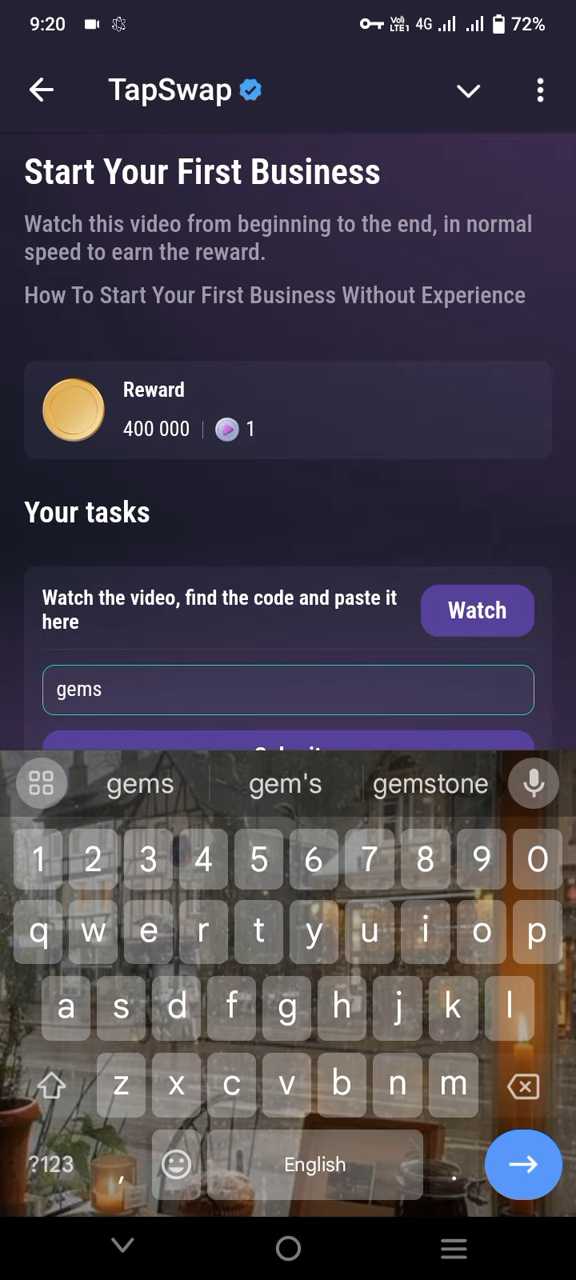 9:20 Vo) LTE1 4G 72%
TapSwap
Start Your First Business
Watch this video from beginning to the end, in normal
speed to earn the reward.
How To Start Your First Business Without Experience
Reward
400 000 | 1
Your tasks
Watch the video, find the code and paste it
here
Watch
gems
gems gem's gemstone
1 2 3 4 5 6 7 8 9 0
q w e r t y u i o p
a s d f g h j k l
z x c v b n m
?123 , English .